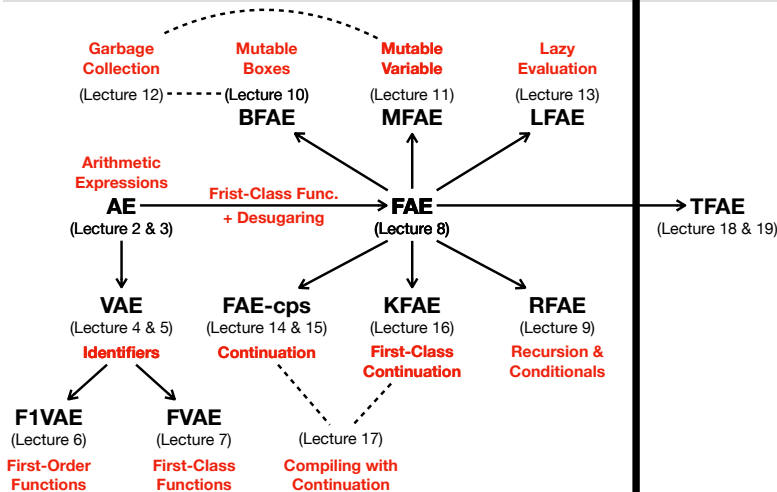 Garbage
Collection
(Lecture 12)
Mutable
Boxes
(Lecture 10)
BFAE
Mutable
Variable
(Lecture 11)
MFAE
Lazy
Evaluation
(Lecture 13)
LFAE
Arithmetic
Expressions
AE
(Lecture 2 & 3)
Frist-Class Func.
+ Desugaring
FAE
(Lecture 8)
TFAE
(Lecture 18 & 19)
VAE
(Lecture 4 & 5)
Identifiers
FAE-cps
(Lecture 14 & 15)
Continuation
KFAE
(Lecture 16)
First-Class
Continuation
RFAE
(Lecture 9)
Recursion &
Conditionals
F1VAE
(Lecture 6)
First-Order
Functions
FVAE
(Lecture 7)
First-Class
Functions
(Lecture 17)
Compiling with
Continuation